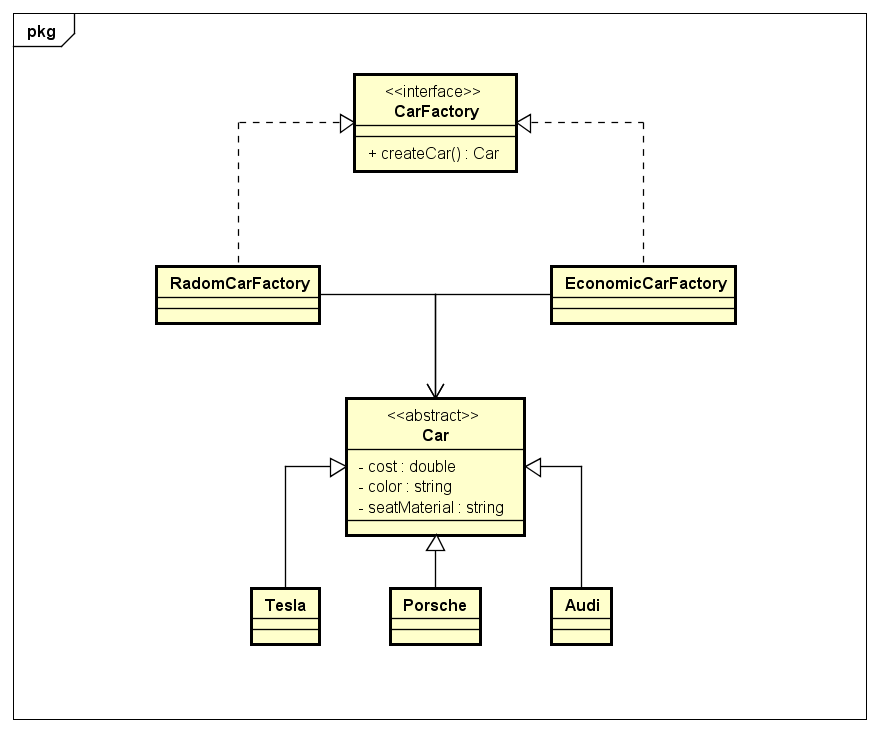 pkg
<<interface>>
CarFactory
+ createCar() : Car
RadomCarFactory
EconomicCarFactory
<<abstract>>
Car
- cost : double
- color : string
- seatMaterial : string
Tesla
Porsche
Audi